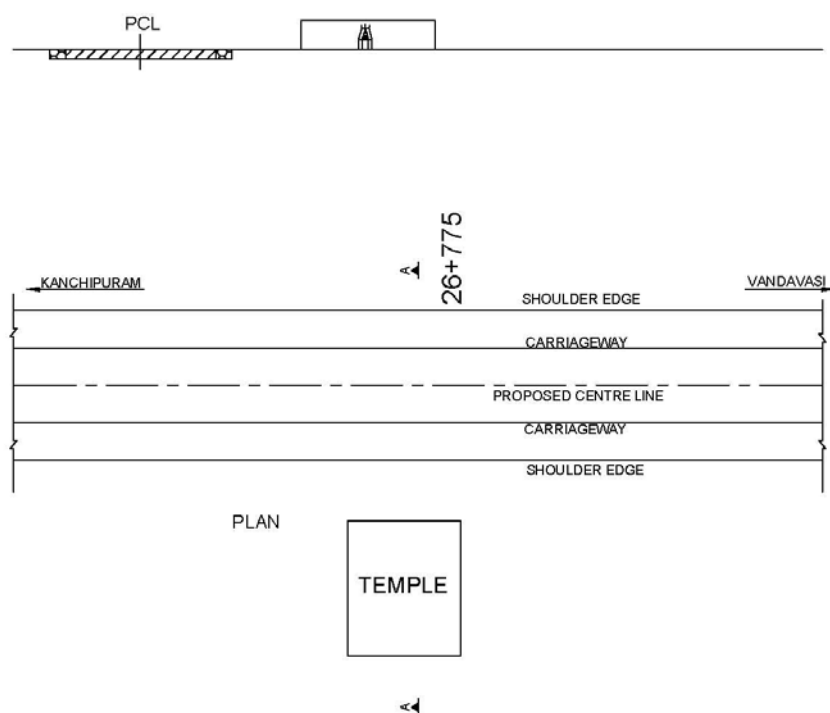 PCL
26+775
A
KANCHIPURAM
VANDAVASI
SHOULDER EDGE
CARRIAGEWAY
PROPOSED CENTRE LINE
CARRIAGEWAY
SHOULDER EDGE
PLAN
TEMPLE
A